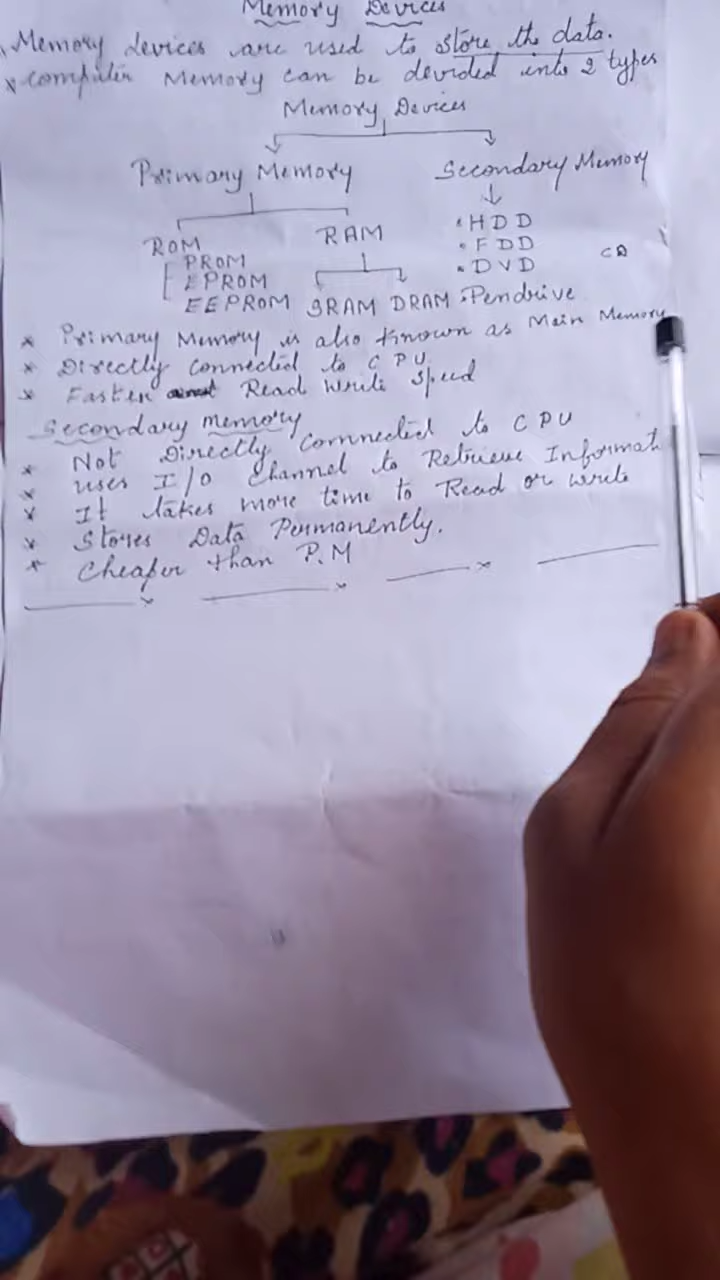 Memory Devices
Memory devices are used to store the data.
x Computer Memory can be devided into 2 types
Memory Devices
Primary Memory Secondary Memory
ROM RAM
PROM
EPROM
EEPROM SRAM DRAM
• HDD
• FDD
• DVD CD
: Pendrive
* Primary Memory is also known as Main Memory
* Directly Connected to CPU
* Faster Read Write Speed
Secondary memory
* Not Directly Connected to CPU
* uses I/O Channel to Retrieve Informat
* It takes more time to Read or write
* Stores Data Permanently.
* Cheaper than P.M